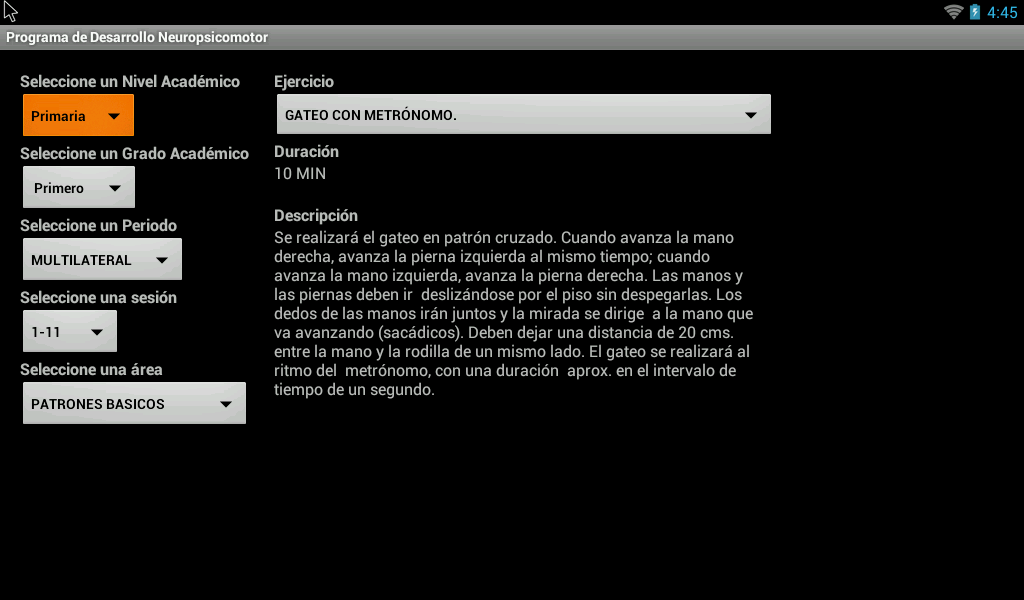 4:45
Programa de Desarrollo Neuropsicomotor
Seleccione un Nivel Académico
Primaria
Seleccione un Grado Académico
Primero
Seleccione un Periodo
MULTILATERAL
Seleccione una sesión
1-11
Seleccione una área
PATRONES BASICOS
Ejercicio
GATEO CON METRÓNOMO.
Duración
10 MIN
Descripción
Se realizará el gateo en patrón cruzado. Cuando avanza la mano
derecha, avanza la pierna izquierda al mismo tiempo; cuando
avanza la mano izquierda, avanza la pierna derecha. Las manos y
las piernas deben ir  deslizándose por el piso sin despegarlas. Los
dedos de las manos irán juntos y la mirada se dirige  a la mano que
va avanzando (sacádicos). Deben dejar una distancia de 20 cms.
entre la mano y la rodilla de un mismo lado. El gateo se realizará al
ritmo del  metrónomo, con una duración  aprox. en el intervalo de
tiempo de un segundo.